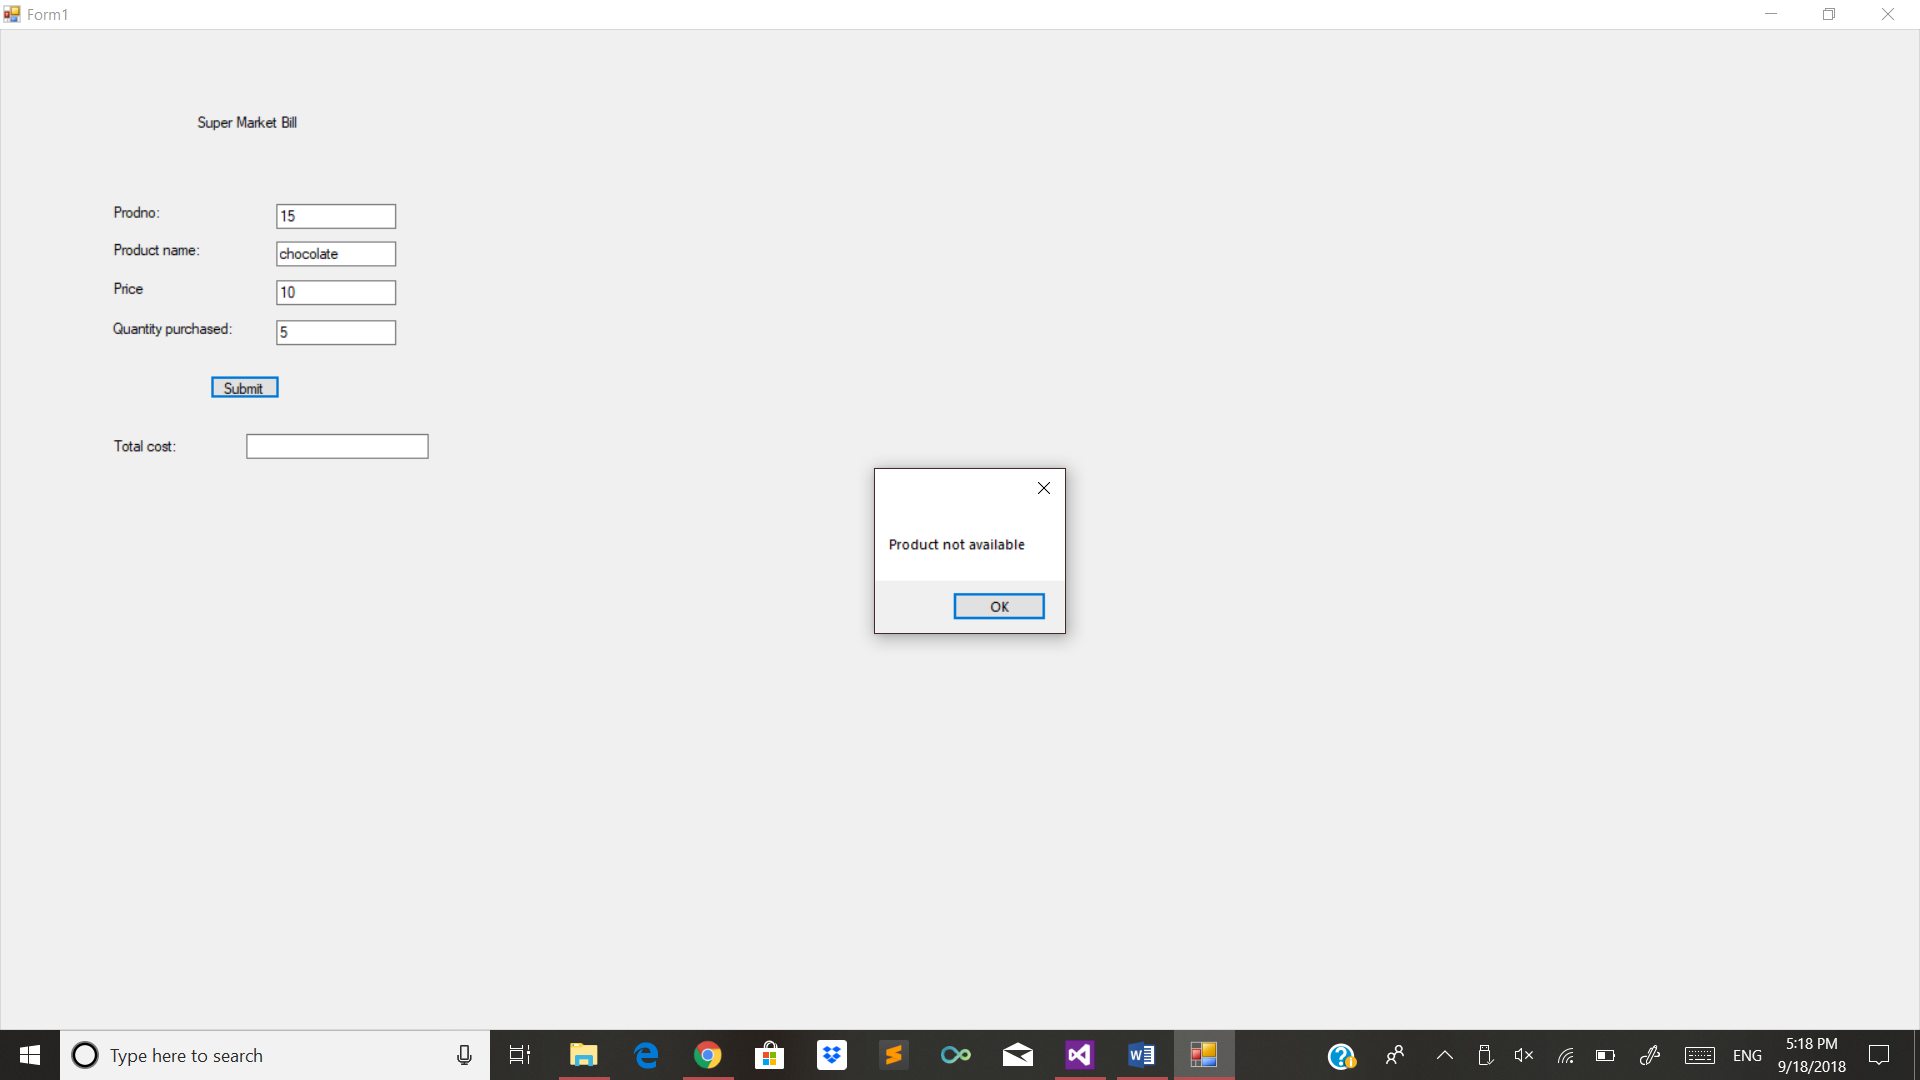 Form1
Super Market Bill
Prodno:
15
Product name:
chocolate
Price
10
Quantity purchased:
5
Submit
Total cost:
Product not available
OK
Type here to search
ENG
5:18 PM
9/18/2018